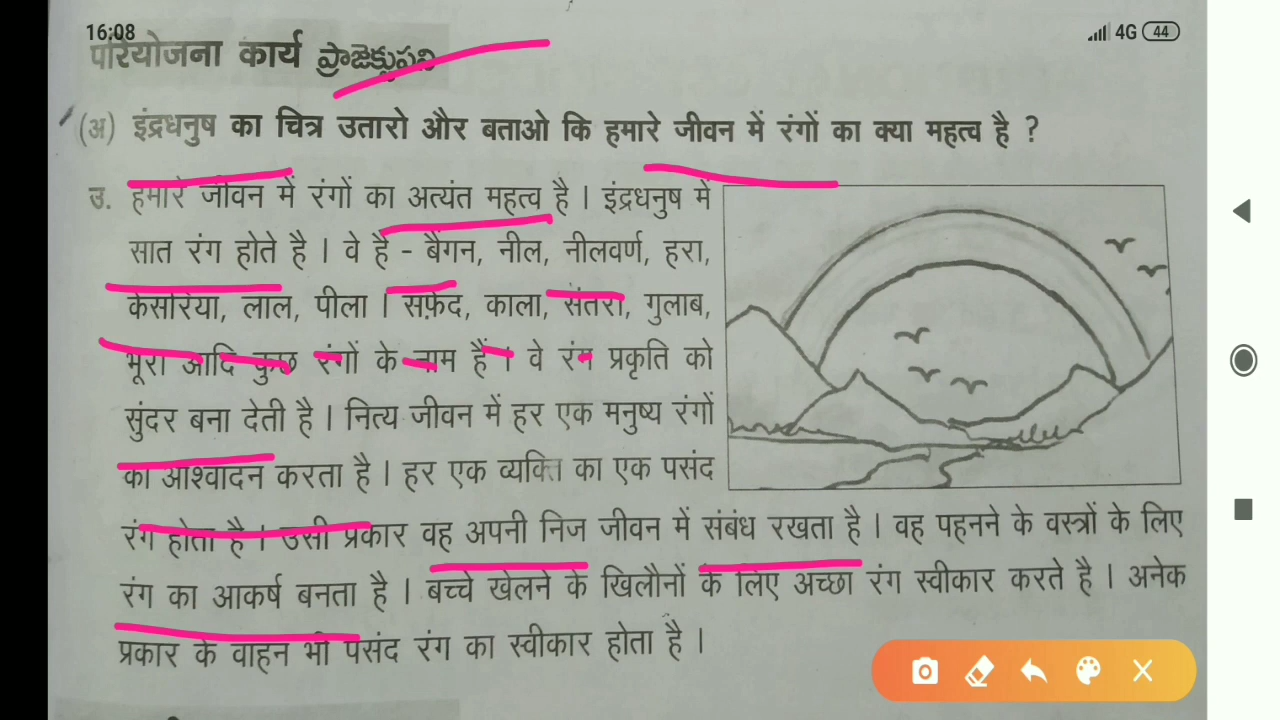 16:08
4G 44
परियोजना कार्य ప్రాజెక్టుపని
(अ) इंद्रधनुष का चित्र उतारो और बताओ कि हमारे जीवन में रंगों का क्या महत्व है ?
उ. हमारे जीवन में रंगों का अत्यंत महत्व है । इंद्रधनुष में
सात रंग होते है । वे है - बैंगन, नील, नीलवर्ण, हरा,
केसरिया, लाल, पीला । सफ़ेद, काला, संतरा, गुलाब,
भूरा आदि कुछ रंगों के नाम हैं । वे रंग प्रकृति को
सुंदर बना देती है । नित्य जीवन में हर एक मनुष्य रंगों
का आश्वादन करता है । हर एक व्यक्ति का एक पसंद
रंग होता है । उसी प्रकार वह अपनी निज जीवन में संबंध रखता है । वह पहनने के वस्त्रों के लिए
रंग का आकर्ष बनता है । बच्चे खेलने के खिलौनों के लिए अच्छा रंग स्वीकार करते है । अनेक
प्रकार के वाहन भी पसंद रंग का स्वीकार होता है ।